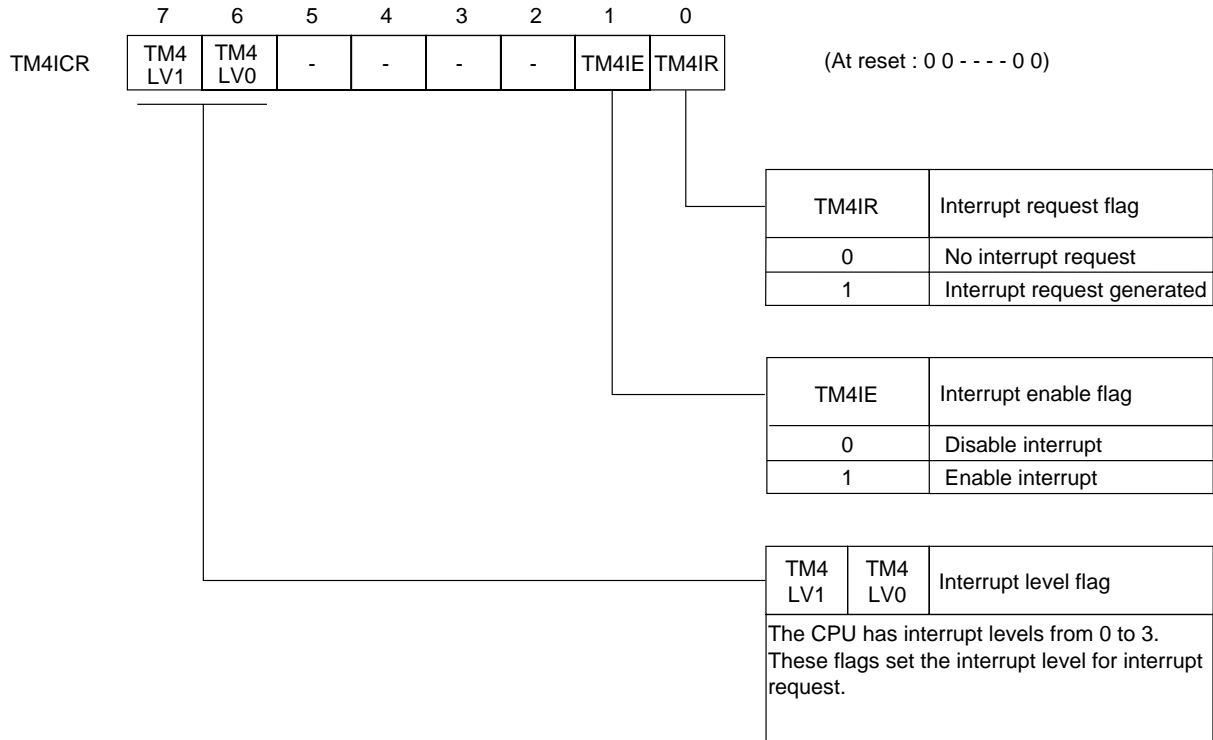 7 6 5 4 3 2 1 0
TM4ICR TM4 LV1 TM4 LV0 - - - - TM4IE TM4IR (At reset : 0 0 - - - - 0 0)
TM4IR Interrupt request flag
0 No interrupt request
1 Interrupt request generated
TM4IE Interrupt enable flag
0 Disable interrupt
1 Enable interrupt
TM4 LV1 TM4 LV0 Interrupt level flag
The CPU has interrupt levels from 0 to 3.
These flags set the interrupt level for interrupt
request.